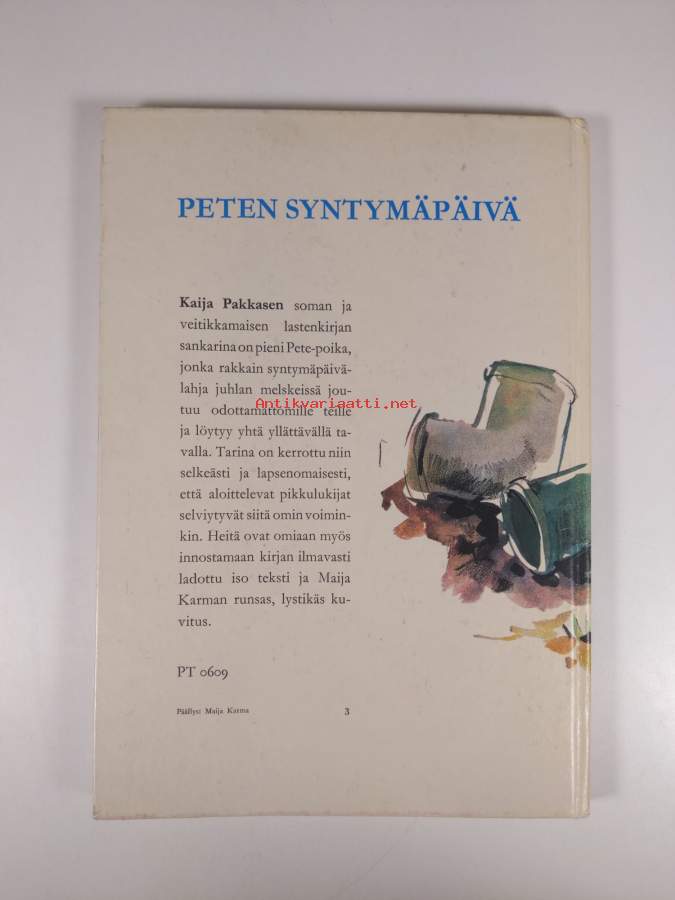 PETEN SYNTYMÄPÄIVÄ
Kaija Pakkasen soman ja
veitikkamaisen lastenkirjan
sankarina on pieni Pete-poika,
jonka rakkain syntymäpäivä-
lahja juhlan melskeissä jou-
Antikvariaatti.net
tuu odottamattomille teille
ja löytyy yhtä yllättävällä ta-
valla. Tarina on kerrottu niin
selkeästi ja lapsenomaisesti,
että aloittelevat pikkulukijat
selviytyvät siitä omin voimin-
kin. Heitä ovat omiaan myös
innostamaan kirjan ilmavasti
ladottu iso teksti ja Maija
Karman runsas, lystikäs ku-
vitus.
PT 0609
Päällys: Maija Karma 3